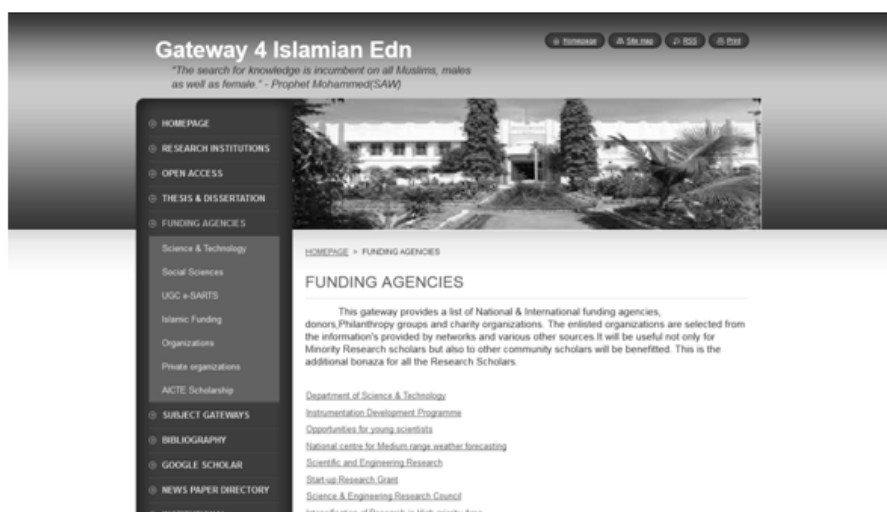 Gateway 4 Islamian Edn
"The search for knowledge is incumbent on all Muslims, males
as well as female." - Prophet Mohammed(SAW)
Homepage
Site map
RSS
Print
HOMEPAGE
RESEARCH INSTITUTIONS
OPEN ACCESS
THESIS & DISSERTATION
FUNDING AGENCIES
Science & Technology
Social Sciences
UGC e-SARTS
Islamic Funding
Organizations
Private organizations
AICTE Scholarship
SUBJECT GATEWAYS
BIBLIOGRAPHY
GOOGLE SCHOLAR
NEWS PAPER DIRECTORY
HOMEPAGE > FUNDING AGENCIES
FUNDING AGENCIES
This gateway provides a list of National & International funding agencies,
donors,Philanthropy groups and charity organizations. The enlisted organizations are selected from
the information's provided by networks and various other sources.It will be useful not only for
Minority Research scholars but also to other community scholars will be benefitted. This is the
additional bonaza for all the Research Scholars.
Department of Science & Technology
Instrumentation Development Programme
Opportunities for young scientists
National centre for Medium range weather forecasting
Scientific and Engineering Research
Start-up Research Grant
Science & Engineering Research Council